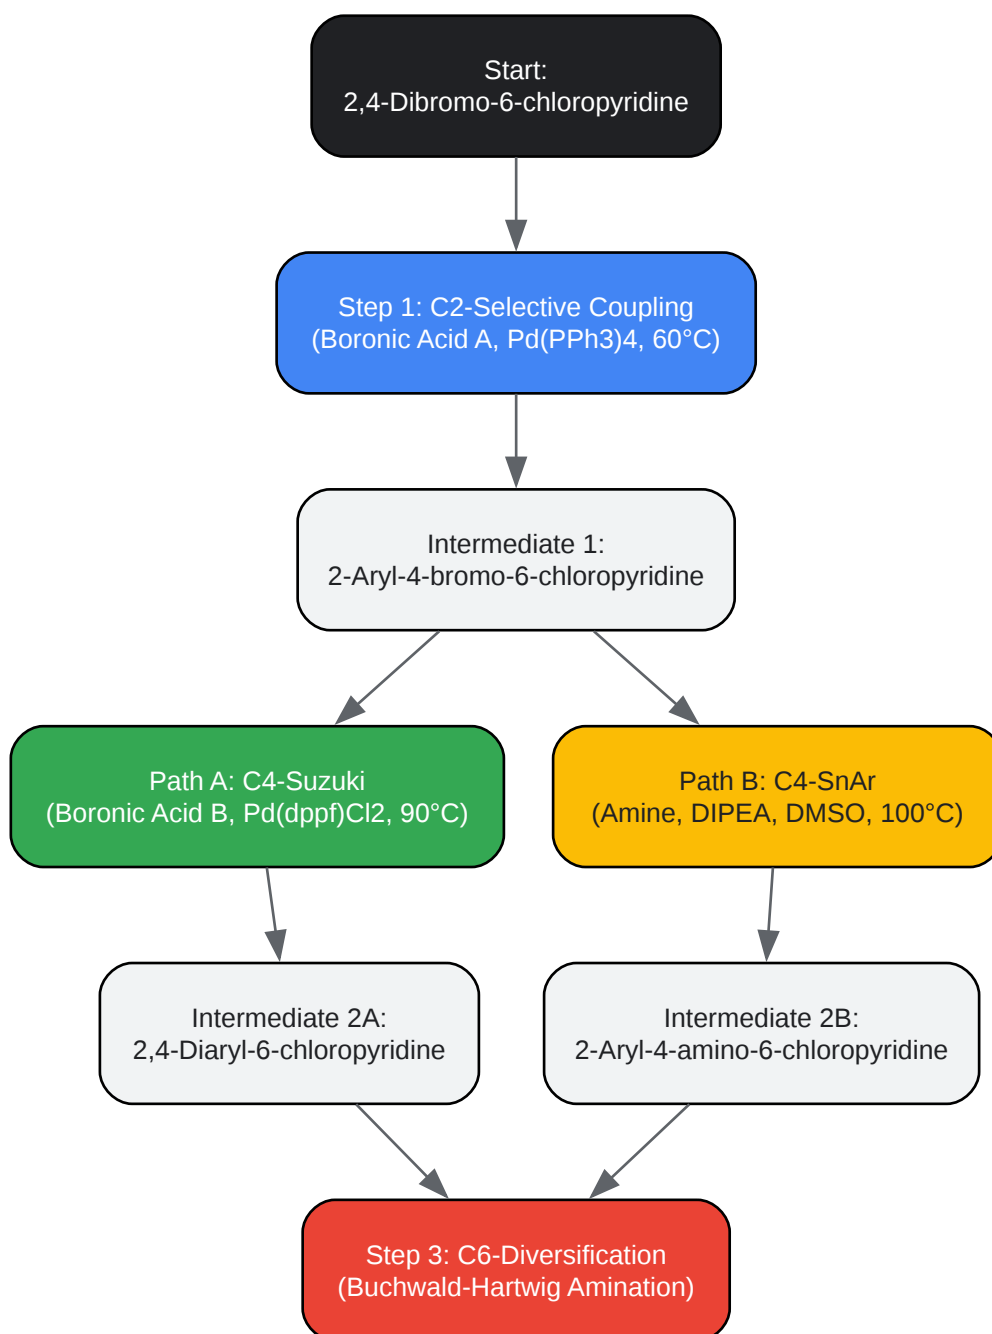 Start:
2,4-Dibromo-6-chloropyridine
Step 1: C2-Selective Coupling
(Boronic Acid A, Pd(PPh3)4, 60°C)
Intermediate 1:
2-Aryl-4-bromo-6-chloropyridine
Path A: C4-Suzuki
(Boronic Acid B, Pd(dppf)Cl2, 90°C)
Path B: C4-SnAr
(Amine, DIPEA, DMSO, 100°C)
Intermediate 2A:
2,4-Diaryl-6-chloropyridine
Intermediate 2B:
2-Aryl-4-amino-6-chloropyridine
Step 3: C6-Diversification
(Buchwald-Hartwig Amination)